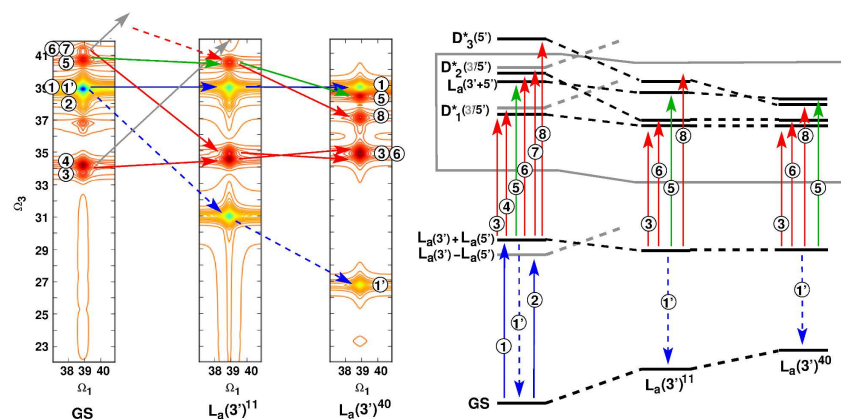 41
39
37
35
33
31
29
27
25
23
Ω3
6 7
5
1 1'
2
4
3
1
5
8
3 6
1'
38 39 40
38 39 40
38 39 40
Ω1
Ω1
Ω1
GS
La(3')11
La(3')40
D*3(5')
D*2(3/5')
La(3'+5')
D*1(3/5')
La(3')+La(5')
La(3')−La(5')
GS
3
4
5
6
7
8
1
1'
2
3
6
5
8
1'
La(3')11
3
6
8
5
1'
La(3')40